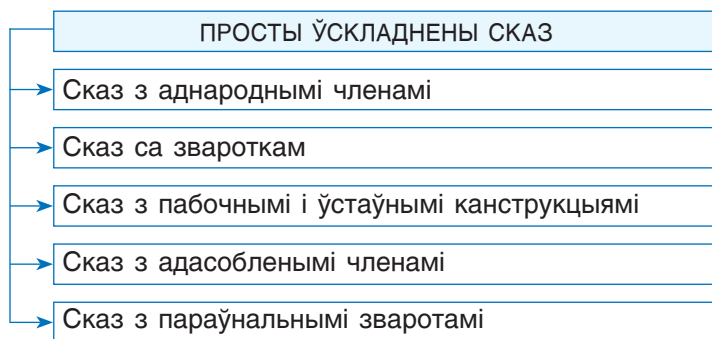 ПРОСТЫ ЎСКЛАДНЕНЫ СКАЗ
Сказ з аднароднымі членамі
Сказ са звароткам
Сказ з пабочнымі і ўстаўнымі канструкцыямі
Сказ з адасобленымі членамі
Сказ з параўнальнымі зваротамі